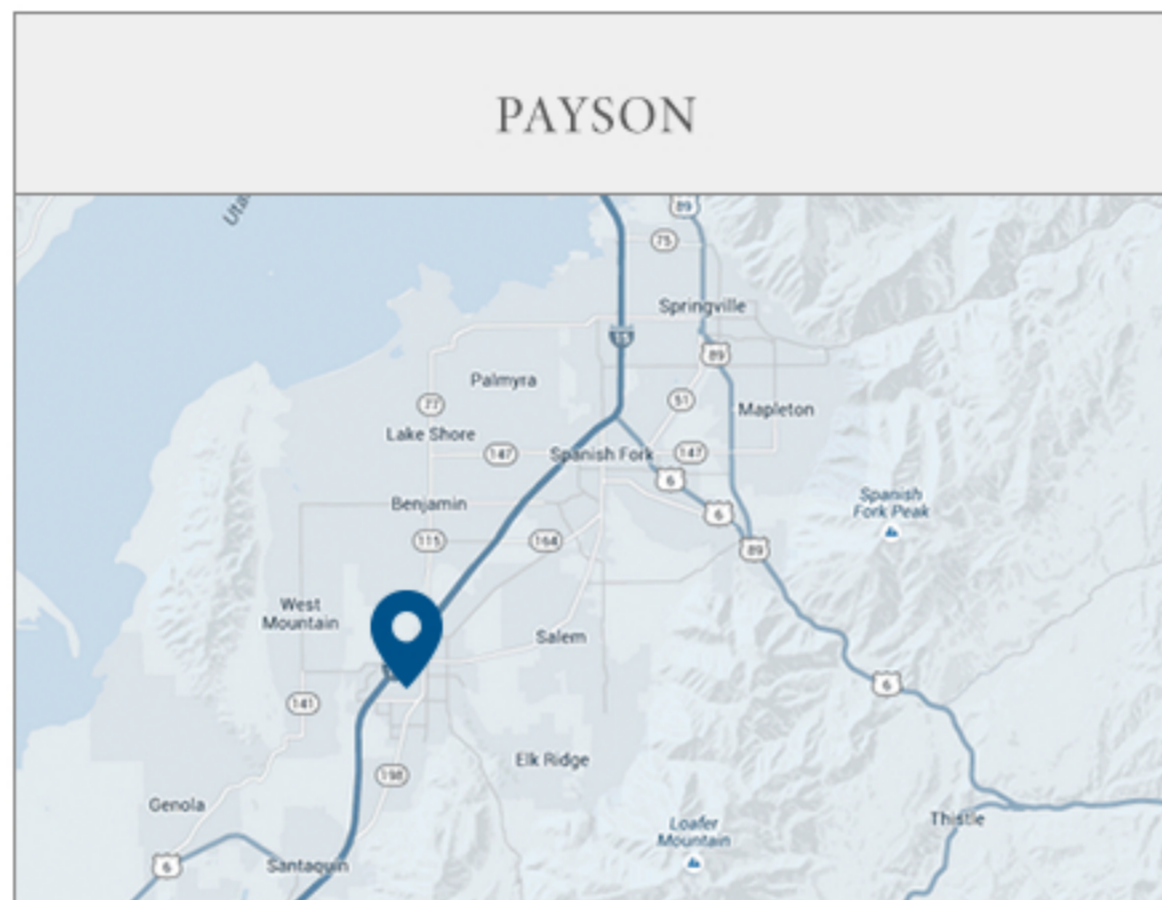 PAYSON
Uta
89
75
Springville
15
89
Palmyra
77
51
Mapleton
Lake Shore
147
Spanish Fork
147
6
Benjamin
Spanish
Fork Peak
6
115
164
89
West
Mountain
Salem
6
141
Elk Ridge
198
Genola
Thistle
Loafer
Mountain
6
Santaquin